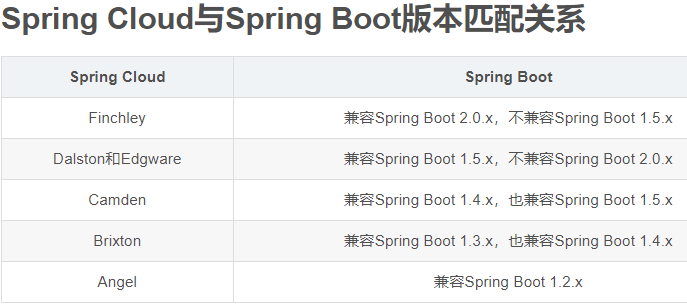 Spring Cloud与Spring Boot版本匹配关系
Spring Cloud Spring Boot
Finchley 兼容Spring Boot 2.0.x，不兼容Spring Boot 1.5.x
Dalston和Edgware 兼容Spring Boot 1.5.x，不兼容Spring Boot 2.0.x
Camden 兼容Spring Boot 1.4.x，也兼容Spring Boot 1.5.x
Brixton 兼容Spring Boot 1.3.x，也兼容Spring Boot 1.4.x
Angel 兼容Spring Boot 1.2.x